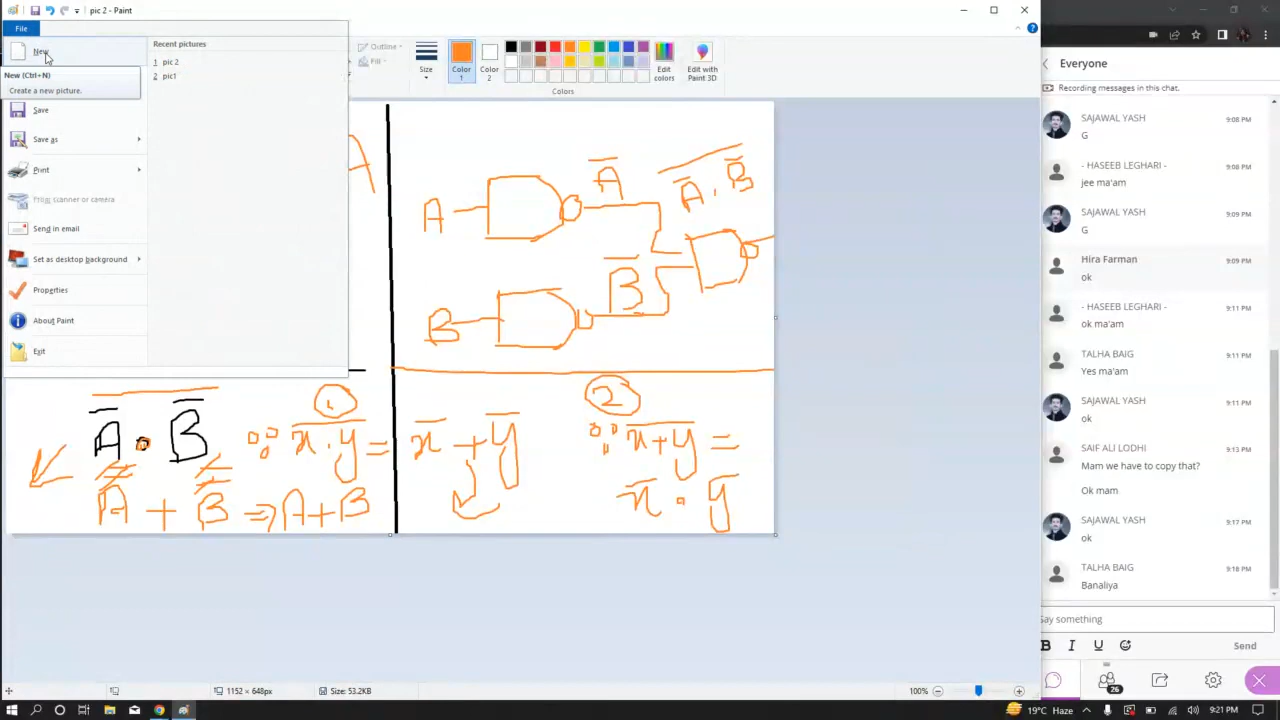 pic 2 - Paint
File
New
New (Ctrl+N)
Create a new picture.
Save
Save as
Print
From scanner or camera
Send in email
Set as desktop background
Properties
About Paint
Exit
Recent pictures
1 pic 2
2 pic1
Outline
Fill
Size
Color 1
Color 2
Edit colors
Edit with Paint 3D
Colors
A
A
A̅
A̅ . B̅
B
B̅
A̅ . B̅
1
∵ x . y =
x̅ + y̅
2
∵ x + y =
x̅ . y̅
A + B ⇒ A + B
1152 × 648px
Size: 53.2KB
100%
Everyone
Recording messages in this chat.
SAJAWAL YASH 9:08 PM
G
- HASEEB LEGHARI - 9:08 PM
jee ma'am
SAJAWAL YASH 9:09 PM
G
Hira Farman 9:09 PM
ok
- HASEEB LEGHARI - 9:11 PM
ok ma'am
TALHA BAIG 9:11 PM
Yes ma'am
SAJAWAL YASH 9:11 PM
ok
SAIF ALI LODHI 9:13 PM
Mam we have to copy that?
Ok mam
SAJAWAL YASH 9:17 PM
ok
TALHA BAIG 9:18 PM
Banaliya
Say something
B I U
Send
26
19°C Haze
9:21 PM